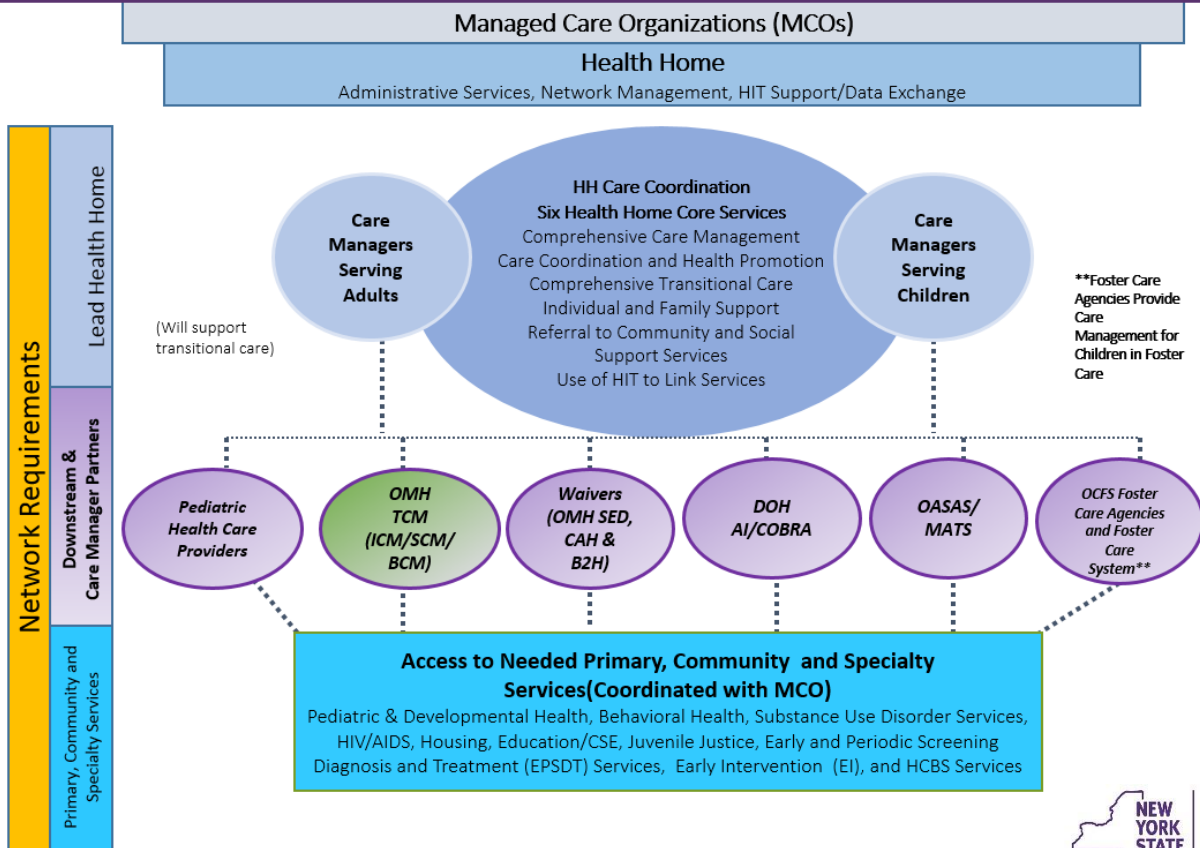 Managed Care Organizations (MCOs)
Health Home
Administrative Services, Network Management, HIT Support/Data Exchange
Network Requirements
Lead Health Home
Downstream &
Care Manager Partners
Primary, Community and
Specialty Services
(Will support
transitional care)
Care
Managers
Serving
Adults
HH Care Coordination
Six Health Home Core Services
Comprehensive Care Management
Care Coordination and Health Promotion
Comprehensive Transitional Care
Individual and Family Support
Referral to Community and Social
Support Services
Use of HIT to Link Services
Care
Managers
Serving
Children
**Foster Care
Agencies Provide
Care
Management for
Children in Foster
Care
Pediatric
Health Care
Providers
OMH
TCM
(ICM/SCM/
BCM)
Waivers
(OMH SED,
CAH &
B2H)
DOH
AI/COBRA
OASAS/
MATS
OCFS Foster
Care Agencies
and Foster
Care
System**
Access to Needed Primary, Community  and Specialty
Services(Coordinated with MCO)
Pediatric & Developmental Health, Behavioral Health, Substance Use Disorder Services,
HIV/AIDS, Housing, Education/CSE, Juvenile Justice, Early and Periodic Screening
Diagnosis and Treatment (EPSDT) Services,  Early Intervention  (EI), and HCBS Services
NEW
YORK
STATE